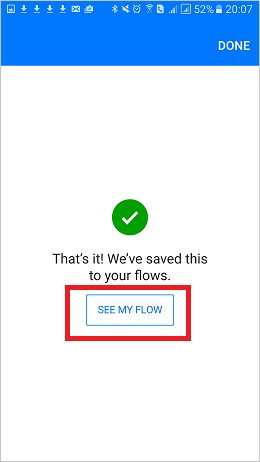 52% 20:07
DONE
That's it! We've saved this
to your flows.
SEE MY FLOW